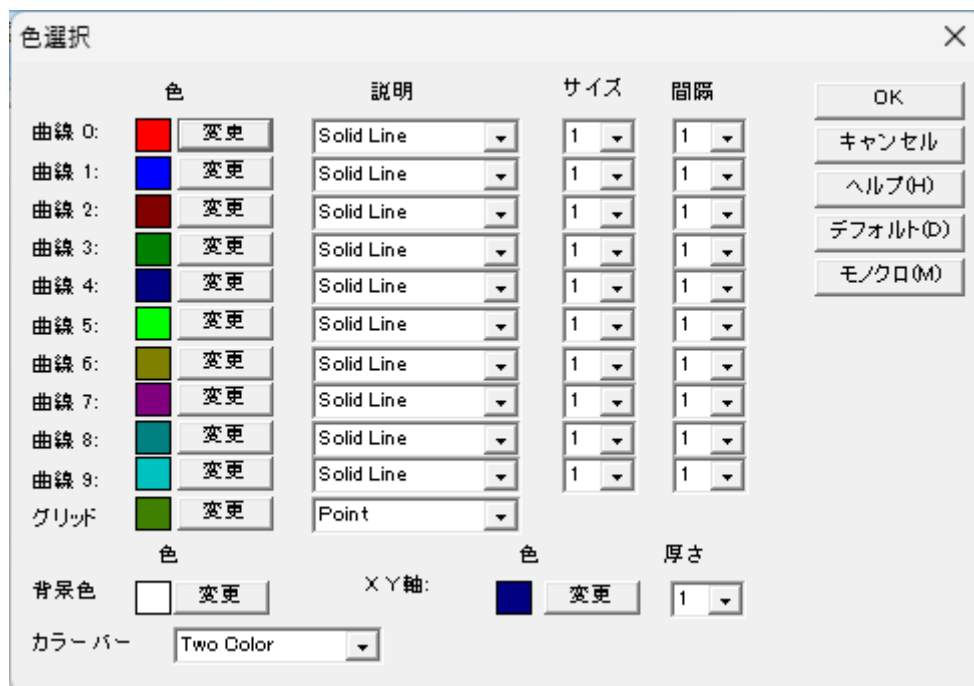 色選択
色 説明 サイズ 間隔
OK
曲線 0: 変更 Solid Line 1 1
キャンセル
曲線 1: 変更 Solid Line 1 1
ヘルプ(H)
曲線 2: 変更 Solid Line 1 1
デフォルト(D)
曲線 3: 変更 Solid Line 1 1
モノクロ(M)
曲線 4: 変更 Solid Line 1 1
曲線 5: 変更 Solid Line 1 1
曲線 6: 変更 Solid Line 1 1
曲線 7: 変更 Solid Line 1 1
曲線 8: 変更 Solid Line 1 1
曲線 9: 変更 Solid Line 1 1
グリッド 変更 Point
色 色 厚さ
背景色 変更 X Y軸: 変更 1
カラー バー Two Color